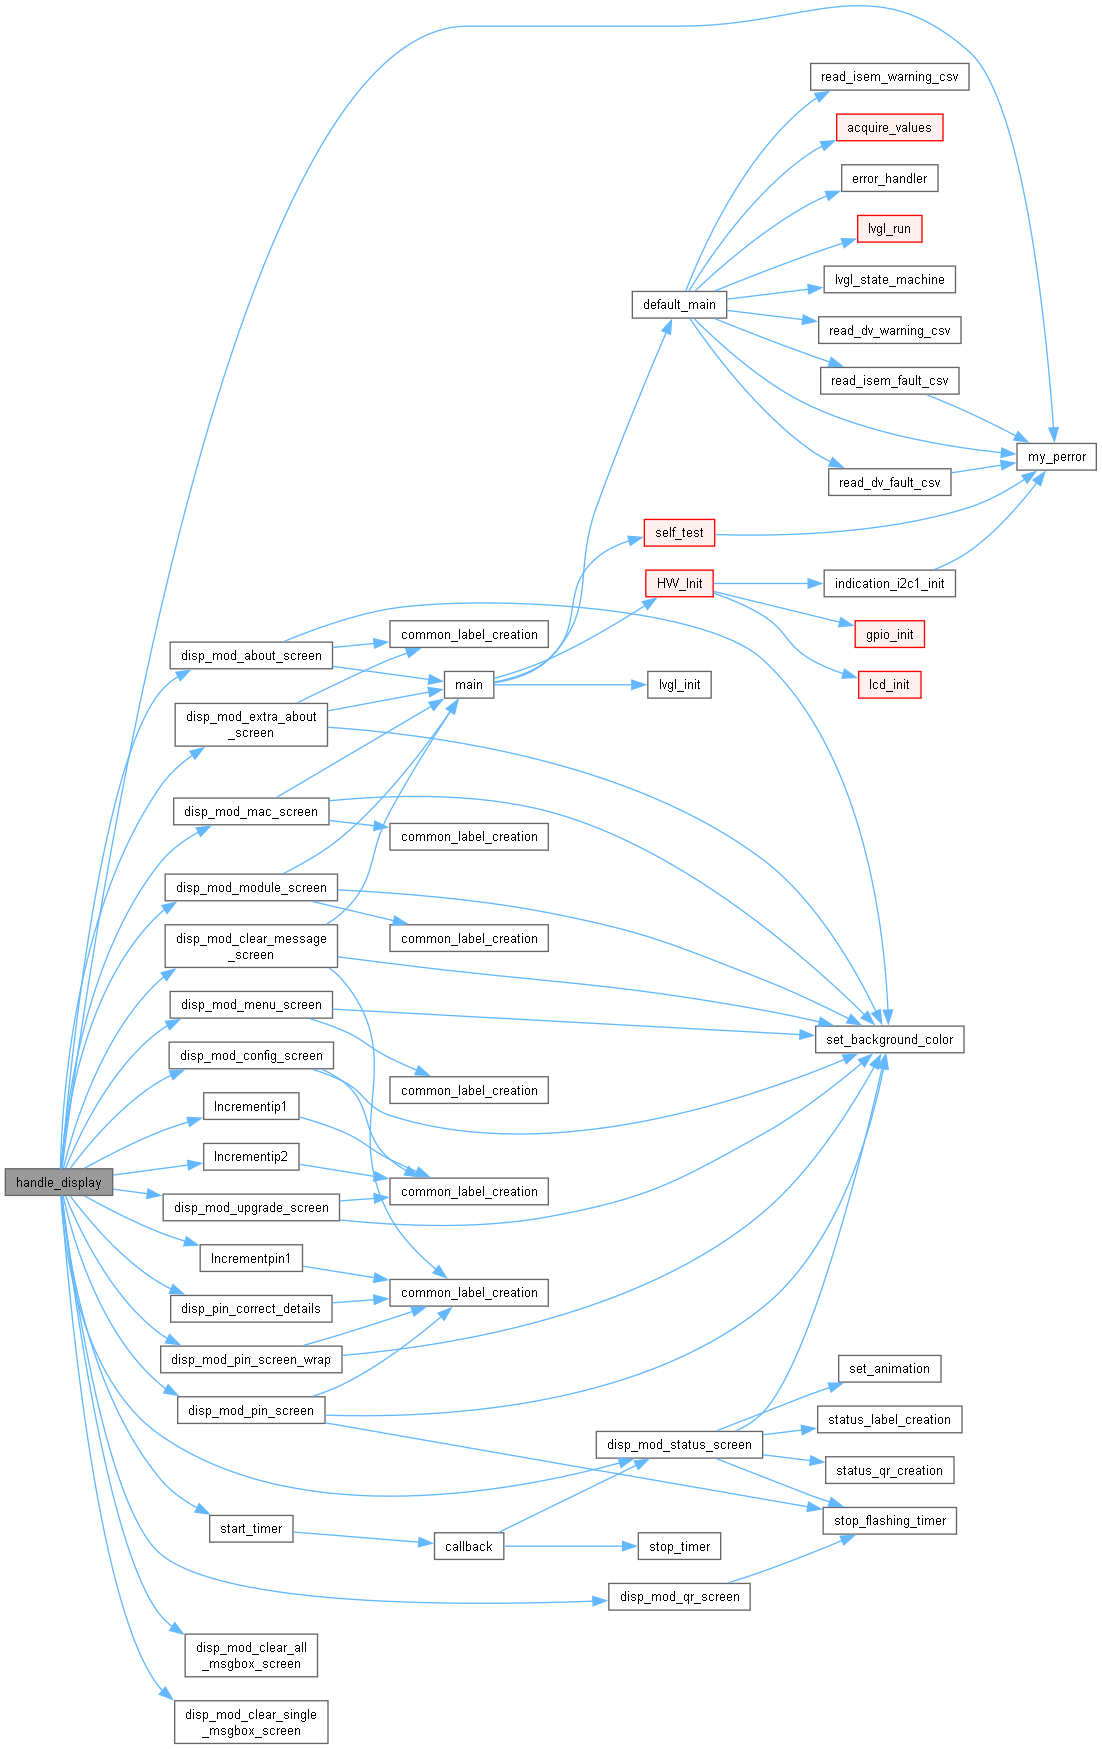 read_isem_warning_csv
acquire_values
error_handler
lvgl_run
lvgl_state_machine
default_main
read_dv_warning_csv
read_isem_fault_csv
my_perror
read_dv_fault_csv
self_test
HW_Init
indication_i2c1_init
gpio_init
common_label_creation
disp_mod_about_screen
main
lvgl_init
lcd_init
disp_mod_extra_about
_screen
disp_mod_mac_screen
common_label_creation
disp_mod_module_screen
common_label_creation
disp_mod_clear_message
_screen
disp_mod_menu_screen
set_background_color
disp_mod_config_screen
common_label_creation
Incrementip1
Incrementip2
handle_display
common_label_creation
disp_mod_upgrade_screen
Incrementpin1
common_label_creation
disp_pin_correct_details
disp_mod_pin_screen_wrap
set_animation
disp_mod_pin_screen
status_label_creation
disp_mod_status_screen
status_qr_creation
stop_flashing_timer
start_timer
callback
stop_timer
disp_mod_qr_screen
disp_mod_clear_all
_msgbox_screen
disp_mod_clear_single
_msgbox_screen